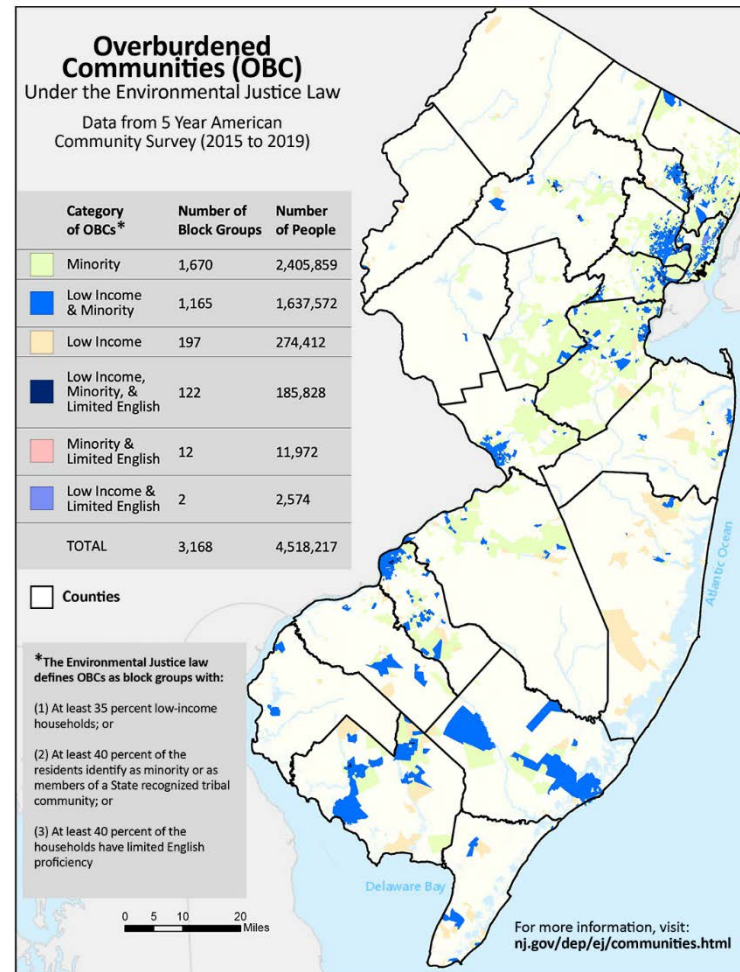 Overburdened
Communities (OBC)
Under the Environmental Justice Law
Data from 5 Year American
Community Survey (2015 to 2019)
Category
of OBCs*
Number of
Block Groups
Number
of People
Minority
1,670
2,405,859
Low Income
& Minority
1,165
1,637,572
Low Income
197
274,412
Low Income,
Minority, &
Limited English
122
185,828
Minority &
Limited English
12
11,972
Low Income &
Limited English
2
2,574
TOTAL
3,168
4,518,217
Counties
*The Environmental Justice law
defines OBCs as block groups with:
(1) At least 35 percent low-income
households; or
(2) At least 40 percent of the
residents identify as minority or as
members of a State recognized tribal
community; or
(3) At least 40 percent of the
households have limited English
proficiency
0 5 10 20
Miles
Delaware Bay
Atlantic Ocean
For more information, visit:
nj.gov/dep/ej/communities.html